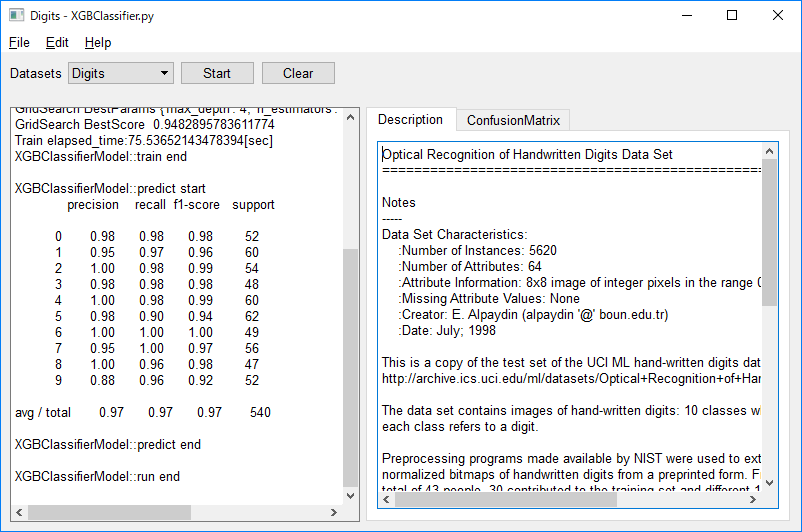 Digits - XGBClassifier.py
File Edit Help
Datasets Digits Start Clear
GridSearch BestParams {'max_depth': 4, 'n_estimators':
GridSearch BestScore 0.9482895783611774
Train elapsed_time:75.53652143478394[sec]
XGBClassifierModel::train end
XGBClassifierModel::predict start
precision recall f1-score support
0 0.98 0.98 0.98 52
1 0.95 0.97 0.96 60
2 1.00 0.98 0.99 54
3 0.98 0.98 0.98 48
4 1.00 0.98 0.99 60
5 0.98 0.90 0.94 62
6 1.00 1.00 1.00 49
7 0.95 1.00 0.97 56
8 1.00 0.96 0.98 47
9 0.88 0.96 0.92 52
avg / total 0.97 0.97 0.97 540
XGBClassifierModel::predict end
XGBClassifierModel::run end
Description ConfusionMatrix
Optical Recognition of Handwritten Digits Data Set
===================================================
Notes
-----
Data Set Characteristics:
:Number of Instances: 5620
:Number of Attributes: 64
:Attribute Information: 8x8 image of integer pixels in the range
:Missing Attribute Values: None
:Creator: E. Alpaydin (alpaydin '@' boun.edu.tr)
:Date: July; 1998
This is a copy of the test set of the UCI ML hand-written digits dat
http://archive.ics.uci.edu/ml/datasets/Optical+Recognition+of+Han
The data set contains images of hand-written digits: 10 classes w
each class refers to a digit.
Preprocessing programs made available by NIST were used to ext
normalized bitmaps of handwritten digits from a preprinted form. F
total of 43 people, 30 contributed to the training set and different 1